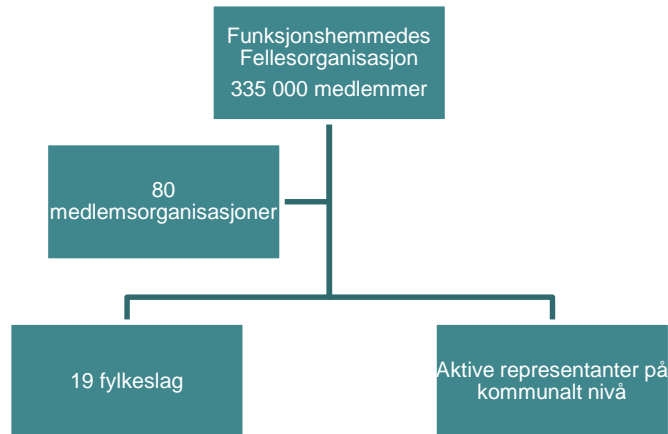 Funksjonshemmedes
Fellesorganisasjon
335 000 medlemmer
80
medlemsorganisasjoner
19 fylkeslag
Aktive representanter på
kommunalt nivå